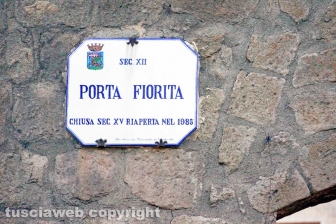 SEC. XII
PORTA FIORITA
CHIUSA SEC. XV RIAPERTA NEL 1985
tusciaweb copyright